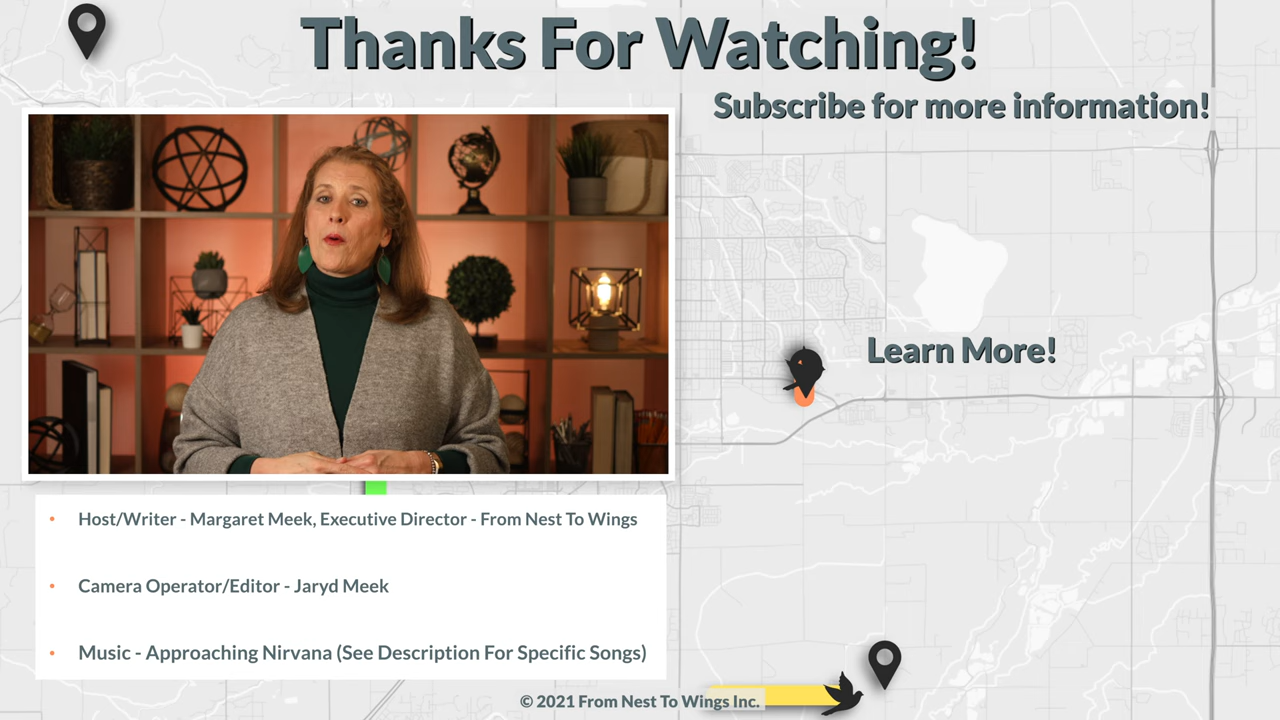 Thanks For Watching!
Subscribe for more information!
Learn More!
• Host/Writer - Margaret Meek, Executive Director - From Nest To Wings
• Camera Operator/Editor - Jaryd Meek
• Music - Approaching Nirvana (See Description For Specific Songs)
© 2021 From Nest To Wings Inc.